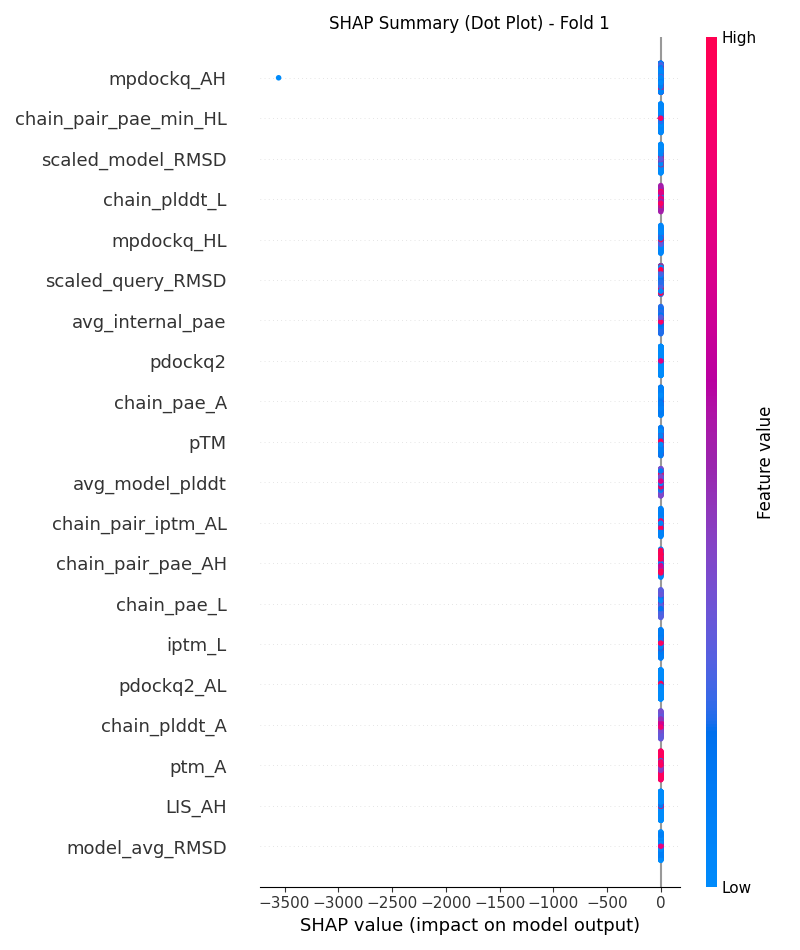 SHAP Summary (Dot Plot) - Fold 1
High
mpdockq_AH
chain_pair_pae_min_HL
scaled_model_RMSD
chain_plddt_L
mpdockq_HL
scaled_query_RMSD
avg_internal_pae
pdockq2
chain_pae_A
pTM
avg_model_plddt
chain_pair_iptm_AL
chain_pair_pae_AH
chain_pae_L
iptm_L
pdockq2_AL
chain_plddt_A
ptm_A
LIS_AH
model_avg_RMSD
Feature value
Low
−3500 −3000 −2500 −2000 −1500 −1000 −500 0
SHAP value (impact on model output)